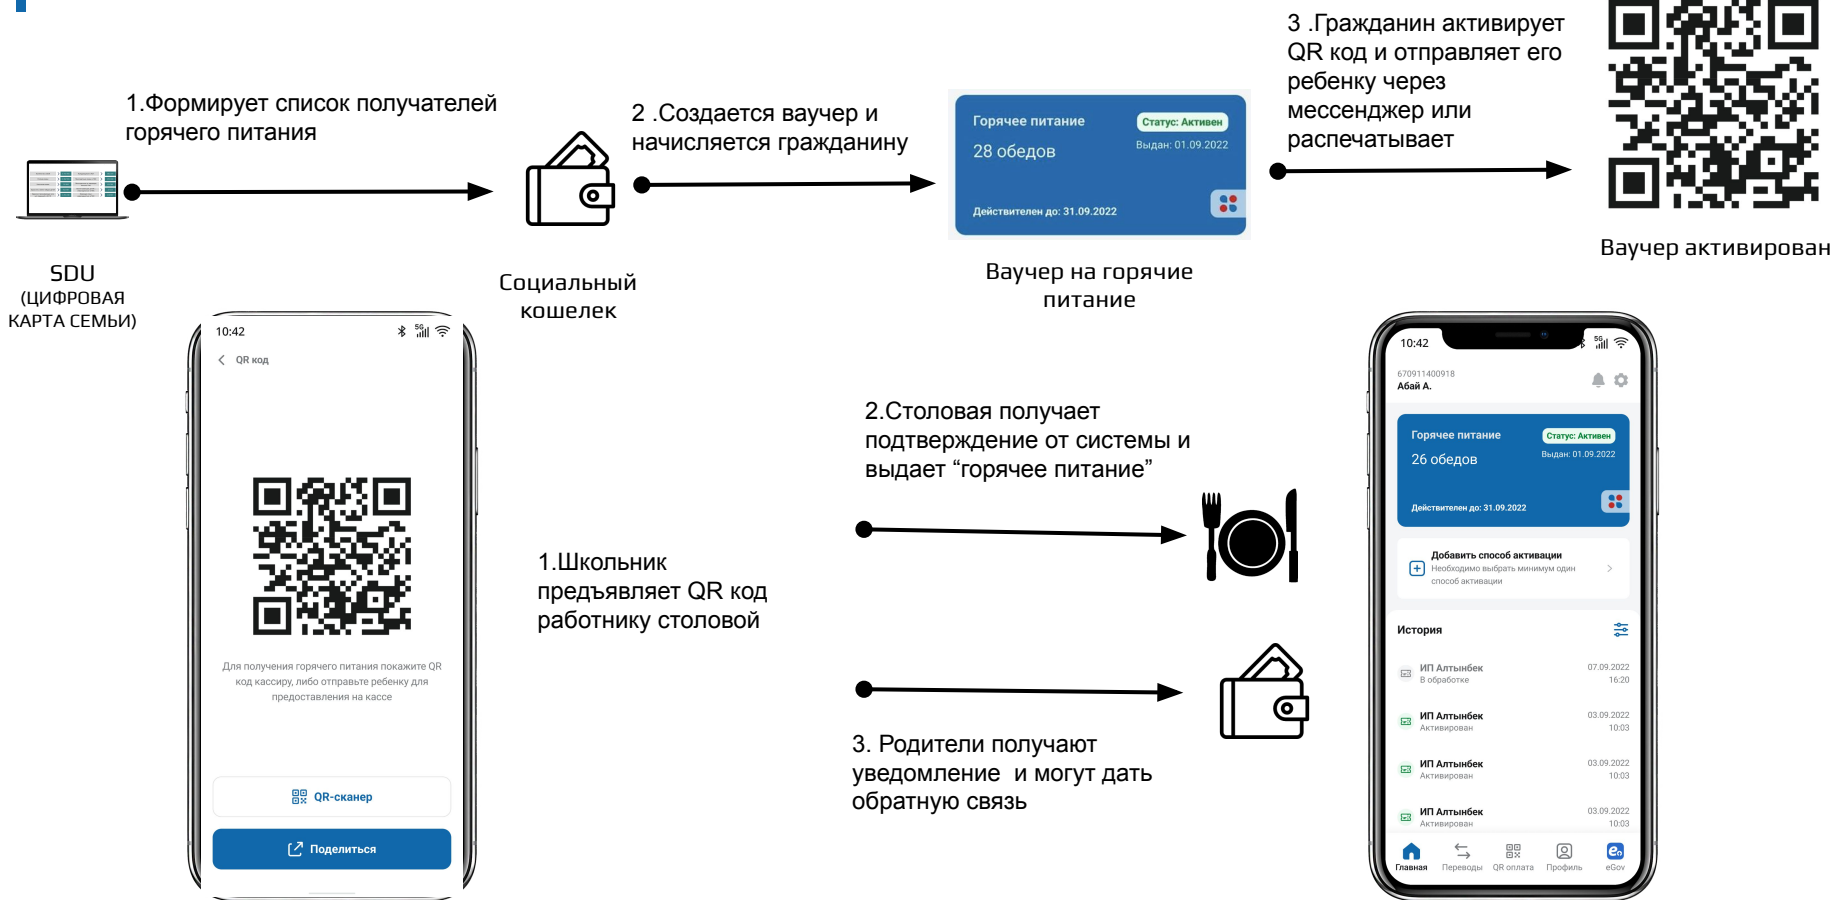 1.Формирует список получателей
горячего питания
SDU
(ЦИФРОВАЯ
КАРТА СЕМЬИ)
Социальный
кошелек
2 .Создается ваучер и
начисляется гражданину
Горячее питание
Статус: Активен
28 обедов
Выдан: 01.09.2022
Действителен до: 31.09.2022
Ваучер на горячие
питание
3 .Гражданин активирует
QR код и отправляет его
ребенку через
мессенджер или
распечатывает
Ваучер активирован
10:42
5G
QR код
Для получения горячего питания покажите QR
код кассиру, либо отправьте ребенку для
предоставления на кассе
QR-сканер
Поделиться
1.Школьник
предъявляет QR код
работнику столовой
2.Столовая получает
подтверждение от системы и
выдает “горячее питание”
3. Родители получают
уведомление и могут дать
обратную связь
10:42
5G
670911400918
Абай А.
Горячее питание
Статус: Активен
26 обедов
Выдан: 01.09.2022
Действителен до: 31.09.2022
Добавить способ активации
Необходимо выбрать минимум один
способ активации
История
ИП Алтынбек 07.09.2022
В обработке 16:20
ИП Алтынбек 03.09.2022
Активирован 10:03
ИП Алтынбек 03.09.2022
Активирован 10:03
ИП Алтынбек 03.09.2022
Активирован 10:03
Главная Переводы QR оплата Профиль eGov